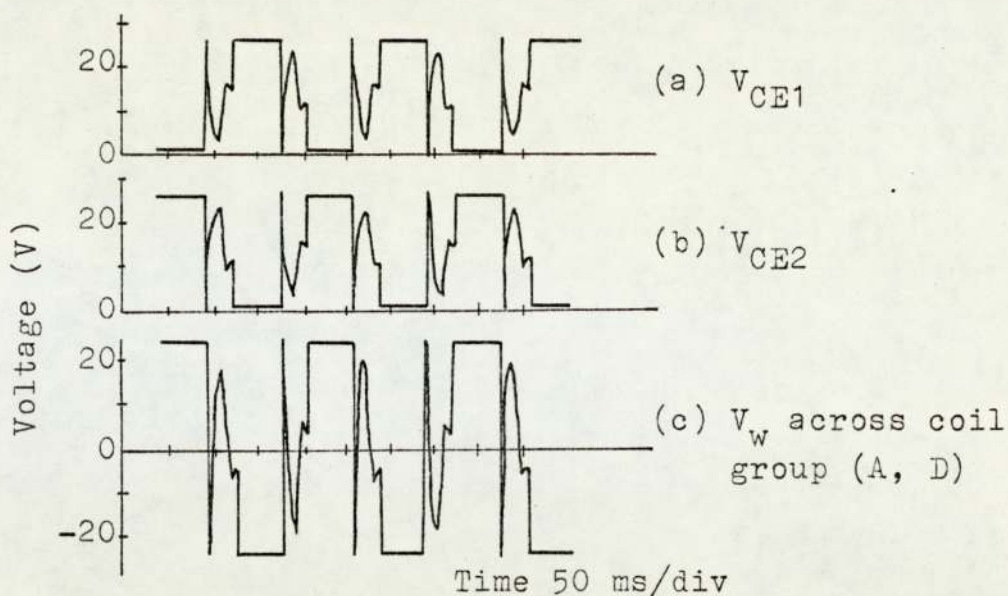 20
0
(a) V_CE1
20
0
(b) V_CE2
Voltage (V)
20
0
-20
(c) V_w across coil
group (A, D)
Time 50 ms/div